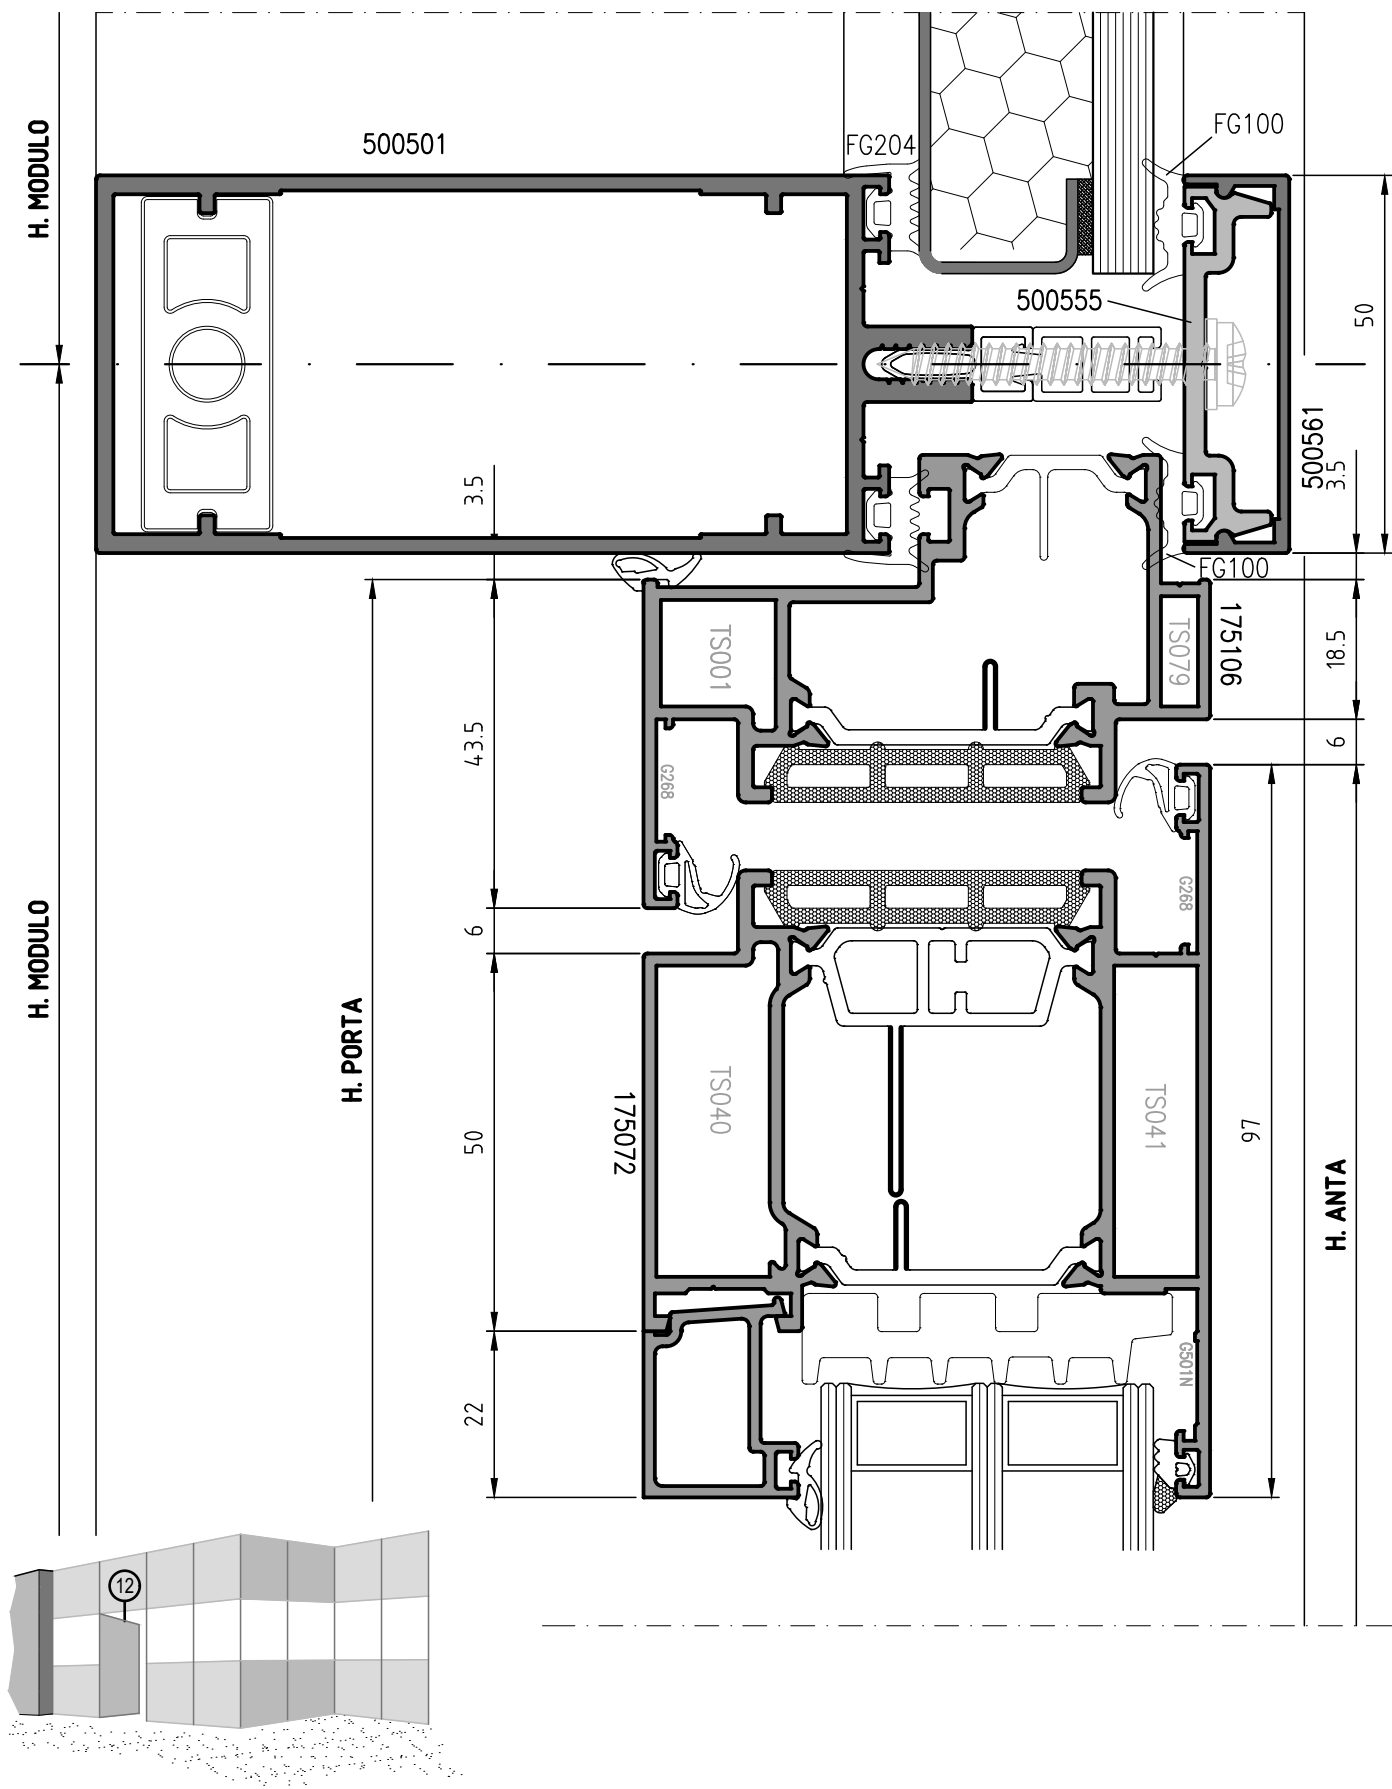 H. MODULO
500501
FG204
FG100
500555
50
500561
3.5
3.5
FG100
TS001
TS079
175106
18.5
43.5
G268
6
G268
6
H. MODULO
H. PORTA
50
175072
TS040
TS041
97
H. ANTA
G501N
22
12